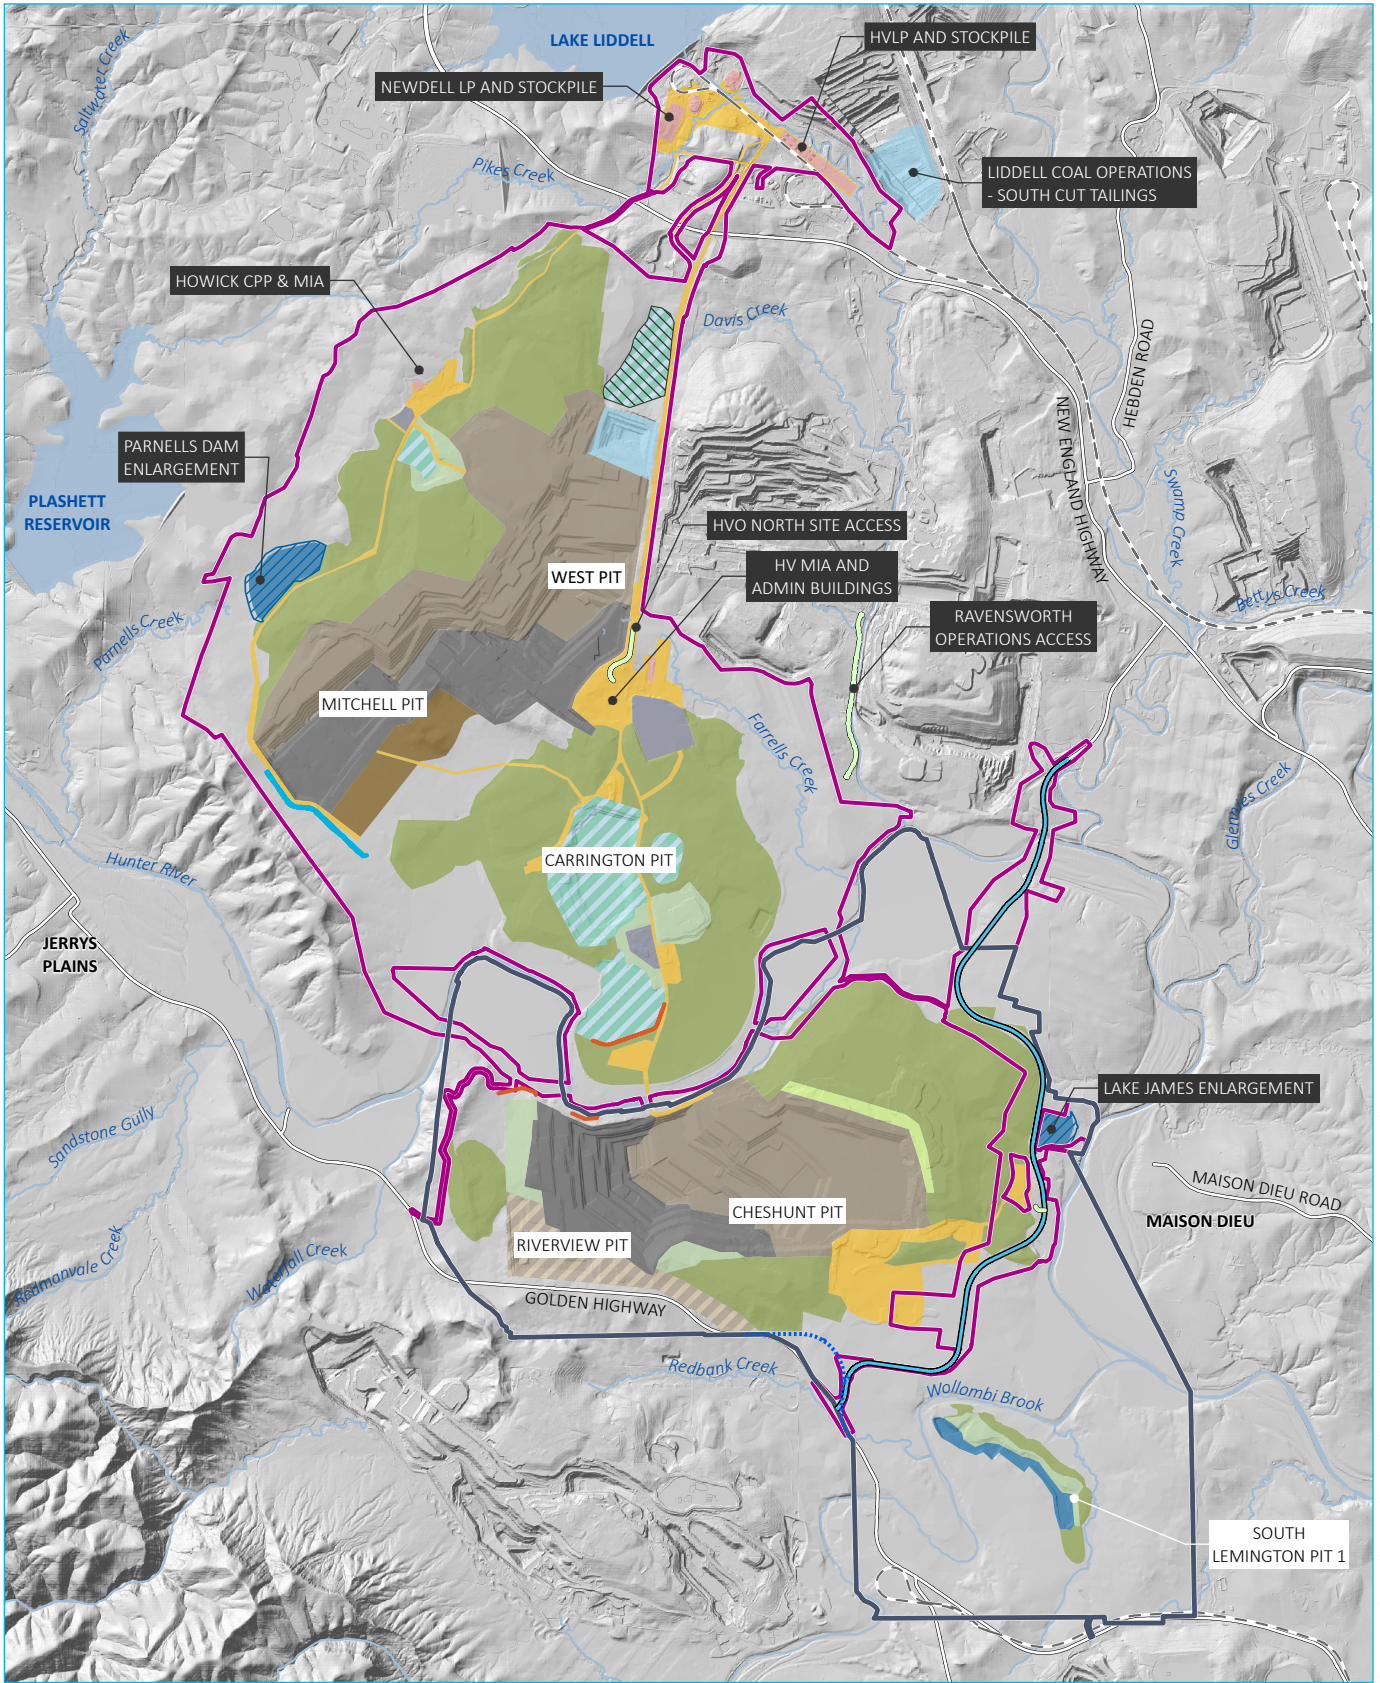 LAKE LIDDELL
HVLP AND STOCKPILE
NEWDELL LP AND STOCKPILE
Saltwater Creek
Pikes Creek
LIDDELL COAL OPERATIONS
- SOUTH CUT TAILINGS
HOWICK CPP & MIA
Davis Creek
HEBDEN ROAD
NEW ENGLAND HIGHWAY
PARNELLS DAM
ENLARGEMENT
PLASHETT
RESERVOIR
Swamp Creek
HVO NORTH SITE ACCESS
WEST PIT
HV MIA AND
ADMIN BUILDINGS
Bettys Creek
RAVENSWORTH
OPERATIONS ACCESS
Parnells Creek
MITCHELL PIT
Farrells Creek
Glennies Creek
Hunter River
CARRINGTON PIT
JERRYS
PLAINS
LAKE JAMES ENLARGEMENT
Sandstone Gully
MAISON DIEU ROAD
CHESHUNT PIT
MAISON DIEU
RIVERVIEW PIT
Redmanvale Creek
Waterfall Creek
GOLDEN HIGHWAY
Redbank Creek
Wollombi Brook
SOUTH
LEMINGTON PIT 1